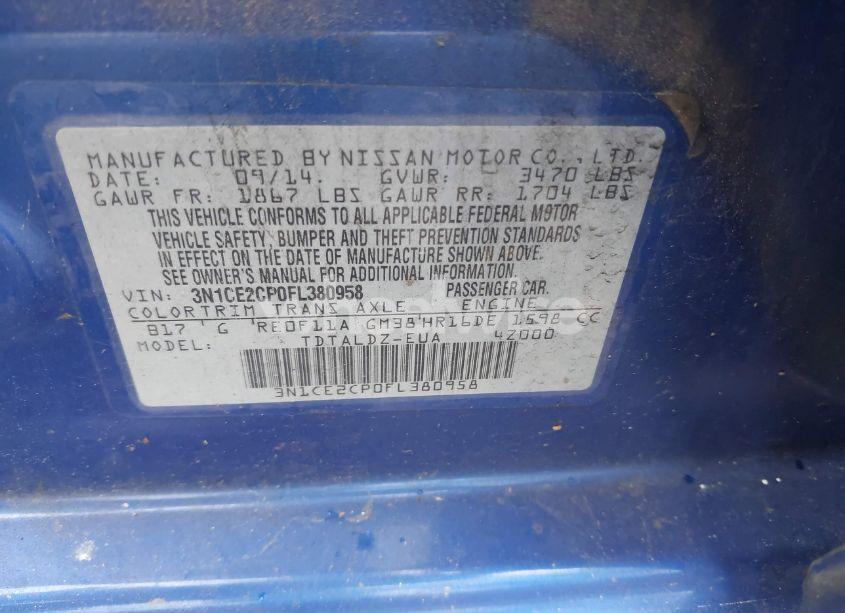 MANUFACTURED BY NISSAN MOTOR CO., LTD.
DATE: 09/14. GVWR: 3470 LBS
GAWR FR: 1867 LBS GAWR RR: 1704 LBS
THIS VEHICLE CONFORMS TO ALL APPLICABLE FEDERAL MOTOR
VEHICLE SAFETY, BUMPER AND THEFT PREVENTION STANDARDS
IN EFFECT ON THE DATE OF MANUFACTURE SHOWN ABOVE.
SEE OWNER'S MANUAL FOR ADDITIONAL INFORMATION.
VIN: 3N1CE2CP0FL380958 PASSENGER CAR.
COLOR TRIM TRANS AXLE ENGINE
B17 ' G 'RE0F11A GM38'HR16DE 1598 CC
MODEL: TDTALDZ-EUA 42000
3N1CE2CP0FL380958